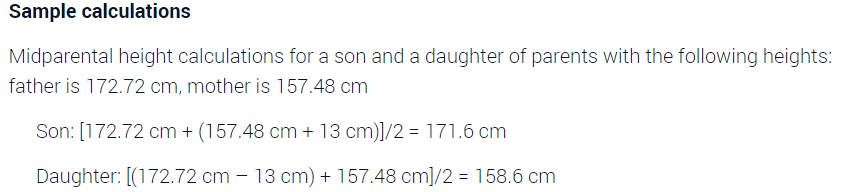 Sample calculations
Midparental height calculations for a son and a daughter of parents with the following heights:
father is 172.72 cm, mother is 157.48 cm
Son: [172.72 cm + (157.48 cm + 13 cm)]/2 = 171.6 cm
Daughter: [(172.72 cm – 13 cm) + 157.48 cm]/2 = 158.6 cm